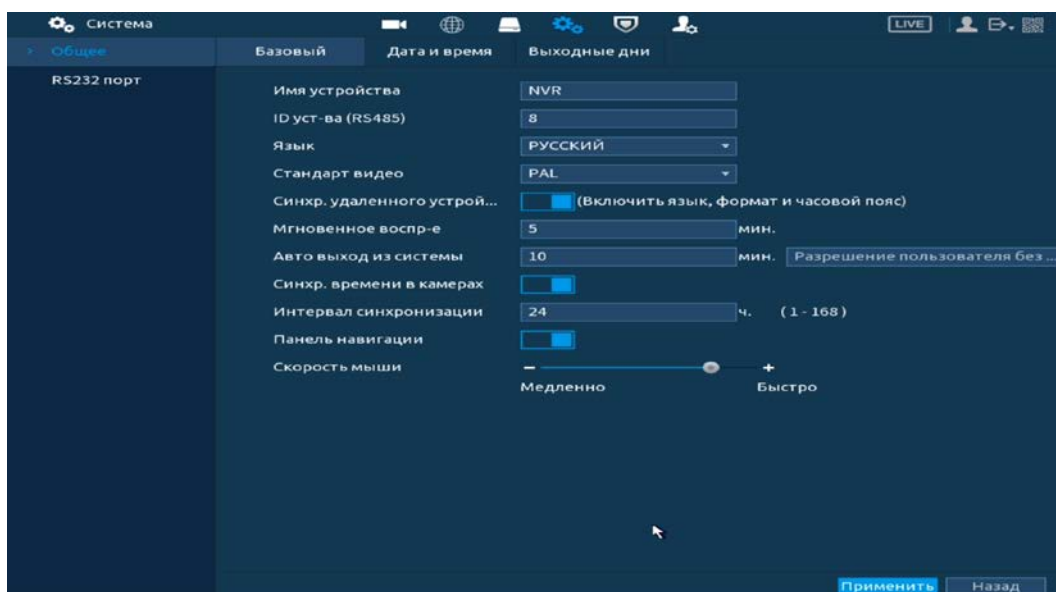 Система LIVE
Общее Базовый Дата и время Выходные дни
RS232 порт
Имя устройства NVR
ID уст-ва (RS485) 8
Язык РУССКИЙ
Стандарт видео PAL
Синхр. удаленного устрой... (Включить язык, формат и часовой пояс)
Мгновенное воспр-е 5 мин.
Авто выход из системы 10 мин. Разрешение пользователя без ...
Синхр. времени в камерах
Интервал синхронизации 24 ч. (1 - 168)
Панель навигации
Скорость мыши - +
Медленно Быстро
Применить Назад